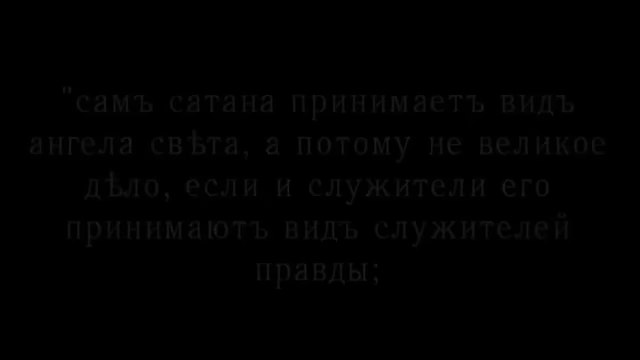 "самъ сатана принимаетъ видъ
ангела свѣта, а потому не великое
дѣло, если и служители его
принимаютъ видъ служителей
правды;